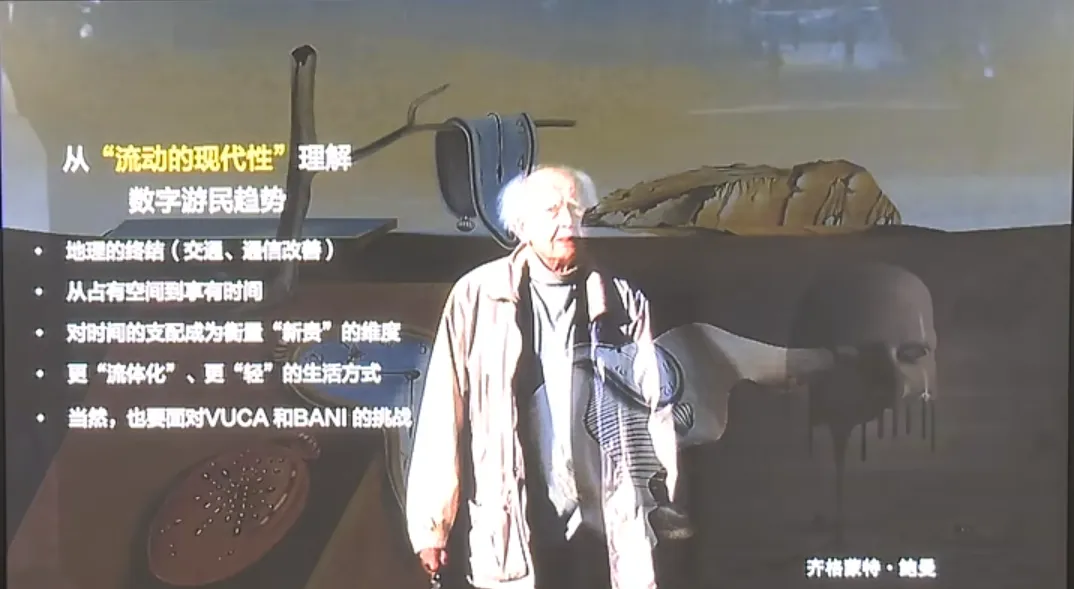 从“流动的现代性”理解
数字游民趋势
• 地理的终结（交通、通信改善）
• 从占有空间到享有时间
• 对时间的支配成为衡量“新贵”的维度
• 更“流体化”、更“轻”的生活方式
• 当然，也要面对VUCA 和BANI 的挑战
齐格蒙特·鲍曼